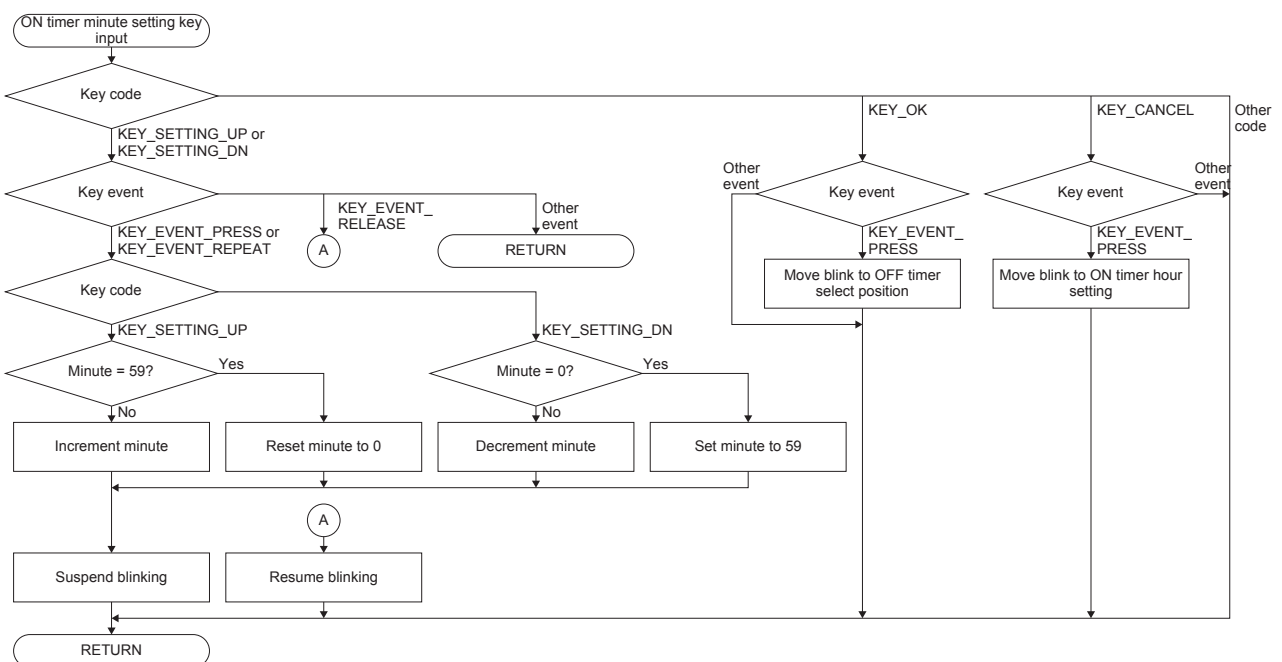 ON timer minute setting key
input
Key code
KEY_OK
KEY_CANCEL
Other
code
KEY_SETTING_UP or
KEY_SETTING_DN
Key event
KEY_EVENT_
RELEASE
Other
event
Other
event
Key event
Key event
Other
event
KEY_EVENT_PRESS or
KEY_EVENT_REPEAT
A
RETURN
KEY_EVENT_
PRESS
KEY_EVENT_
PRESS
Move blink to OFF timer
select position
Move blink to ON timer hour
setting
Key code
KEY_SETTING_UP
KEY_SETTING_DN
Minute = 59?
Yes
Minute = 0?
Yes
No
No
Increment minute
Reset minute to 0
Decrement minute
Set minute to 59
A
Suspend blinking
Resume blinking
RETURN